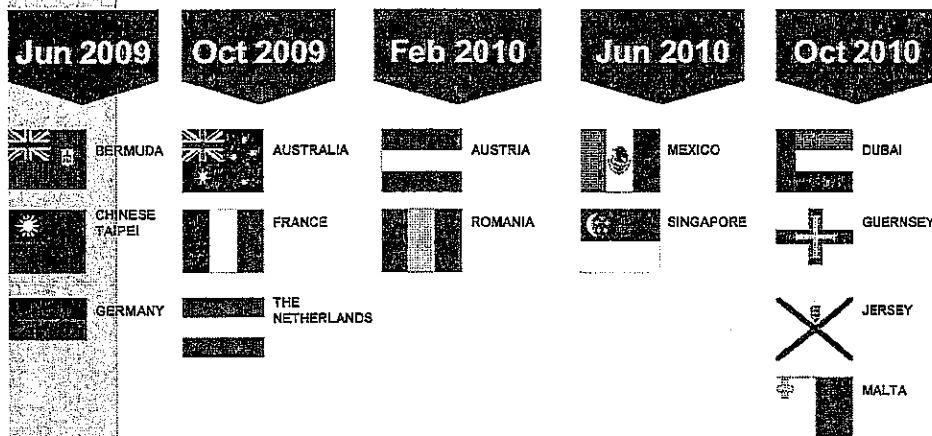 Jun 2009
Oct 2009
Feb 2010
Jun 2010
Oct 2010
BERMUDA
AUSTRALIA
AUSTRIA
MEXICO
DUBAI
CHINESE
TAIPEI
FRANCE
ROMANIA
SINGAPORE
GUERNSEY
GERMANY
THE
NETHERLANDS
JERSEY
MALTA